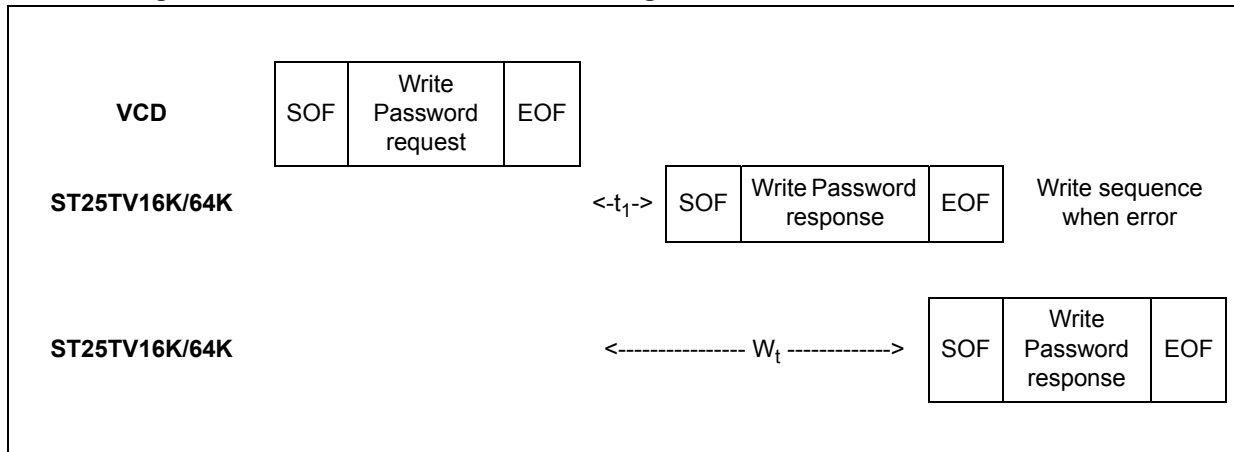 VCD
SOF
Write
Password
request
EOF
ST25TV16K/64K
<-t₁->
SOF
Write Password
response
EOF
Write sequence
when error
ST25TV16K/64K
<---------------- Wₜ ------------->
SOF
Write
Password
response
EOF